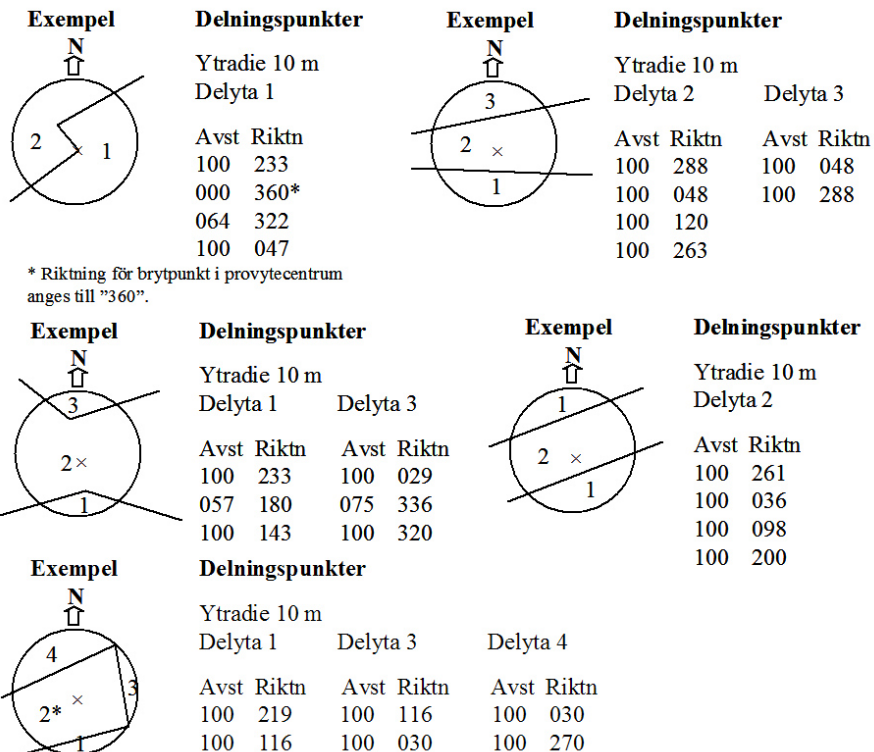 Exempel
N
2
1
Delningspunkter
Ytradie 10 m
Delyta 1
Avst Riktn
100 233
000 360*
064 322
100 047
* Riktning för brytpunkt i provytecentrum
anges till ”360”.
Exempel
N
3
2
1
Delningspunkter
Ytradie 10 m
Delyta 2 Delyta 3
Avst Riktn Avst Riktn
100 288 100 048
100 048 100 288
100 120
100 263
Exempel
N
3
2
1
Delningspunkter
Ytradie 10 m
Delyta 1 Delyta 3
Avst Riktn Avst Riktn
100 233 100 029
057 180 075 336
100 143 100 320
Exempel
N
1
2
1
Delningspunkter
Ytradie 10 m
Delyta 2
Avst Riktn
100 261
100 036
100 098
100 200
Exempel
N
4
3
2*
1
Delningspunkter
Ytradie 10 m
Delyta 1 Delyta 3 Delyta 4
Avst Riktn Avst Riktn Avst Riktn
100 219 100 116 100 030
100 116 100 030 100 270